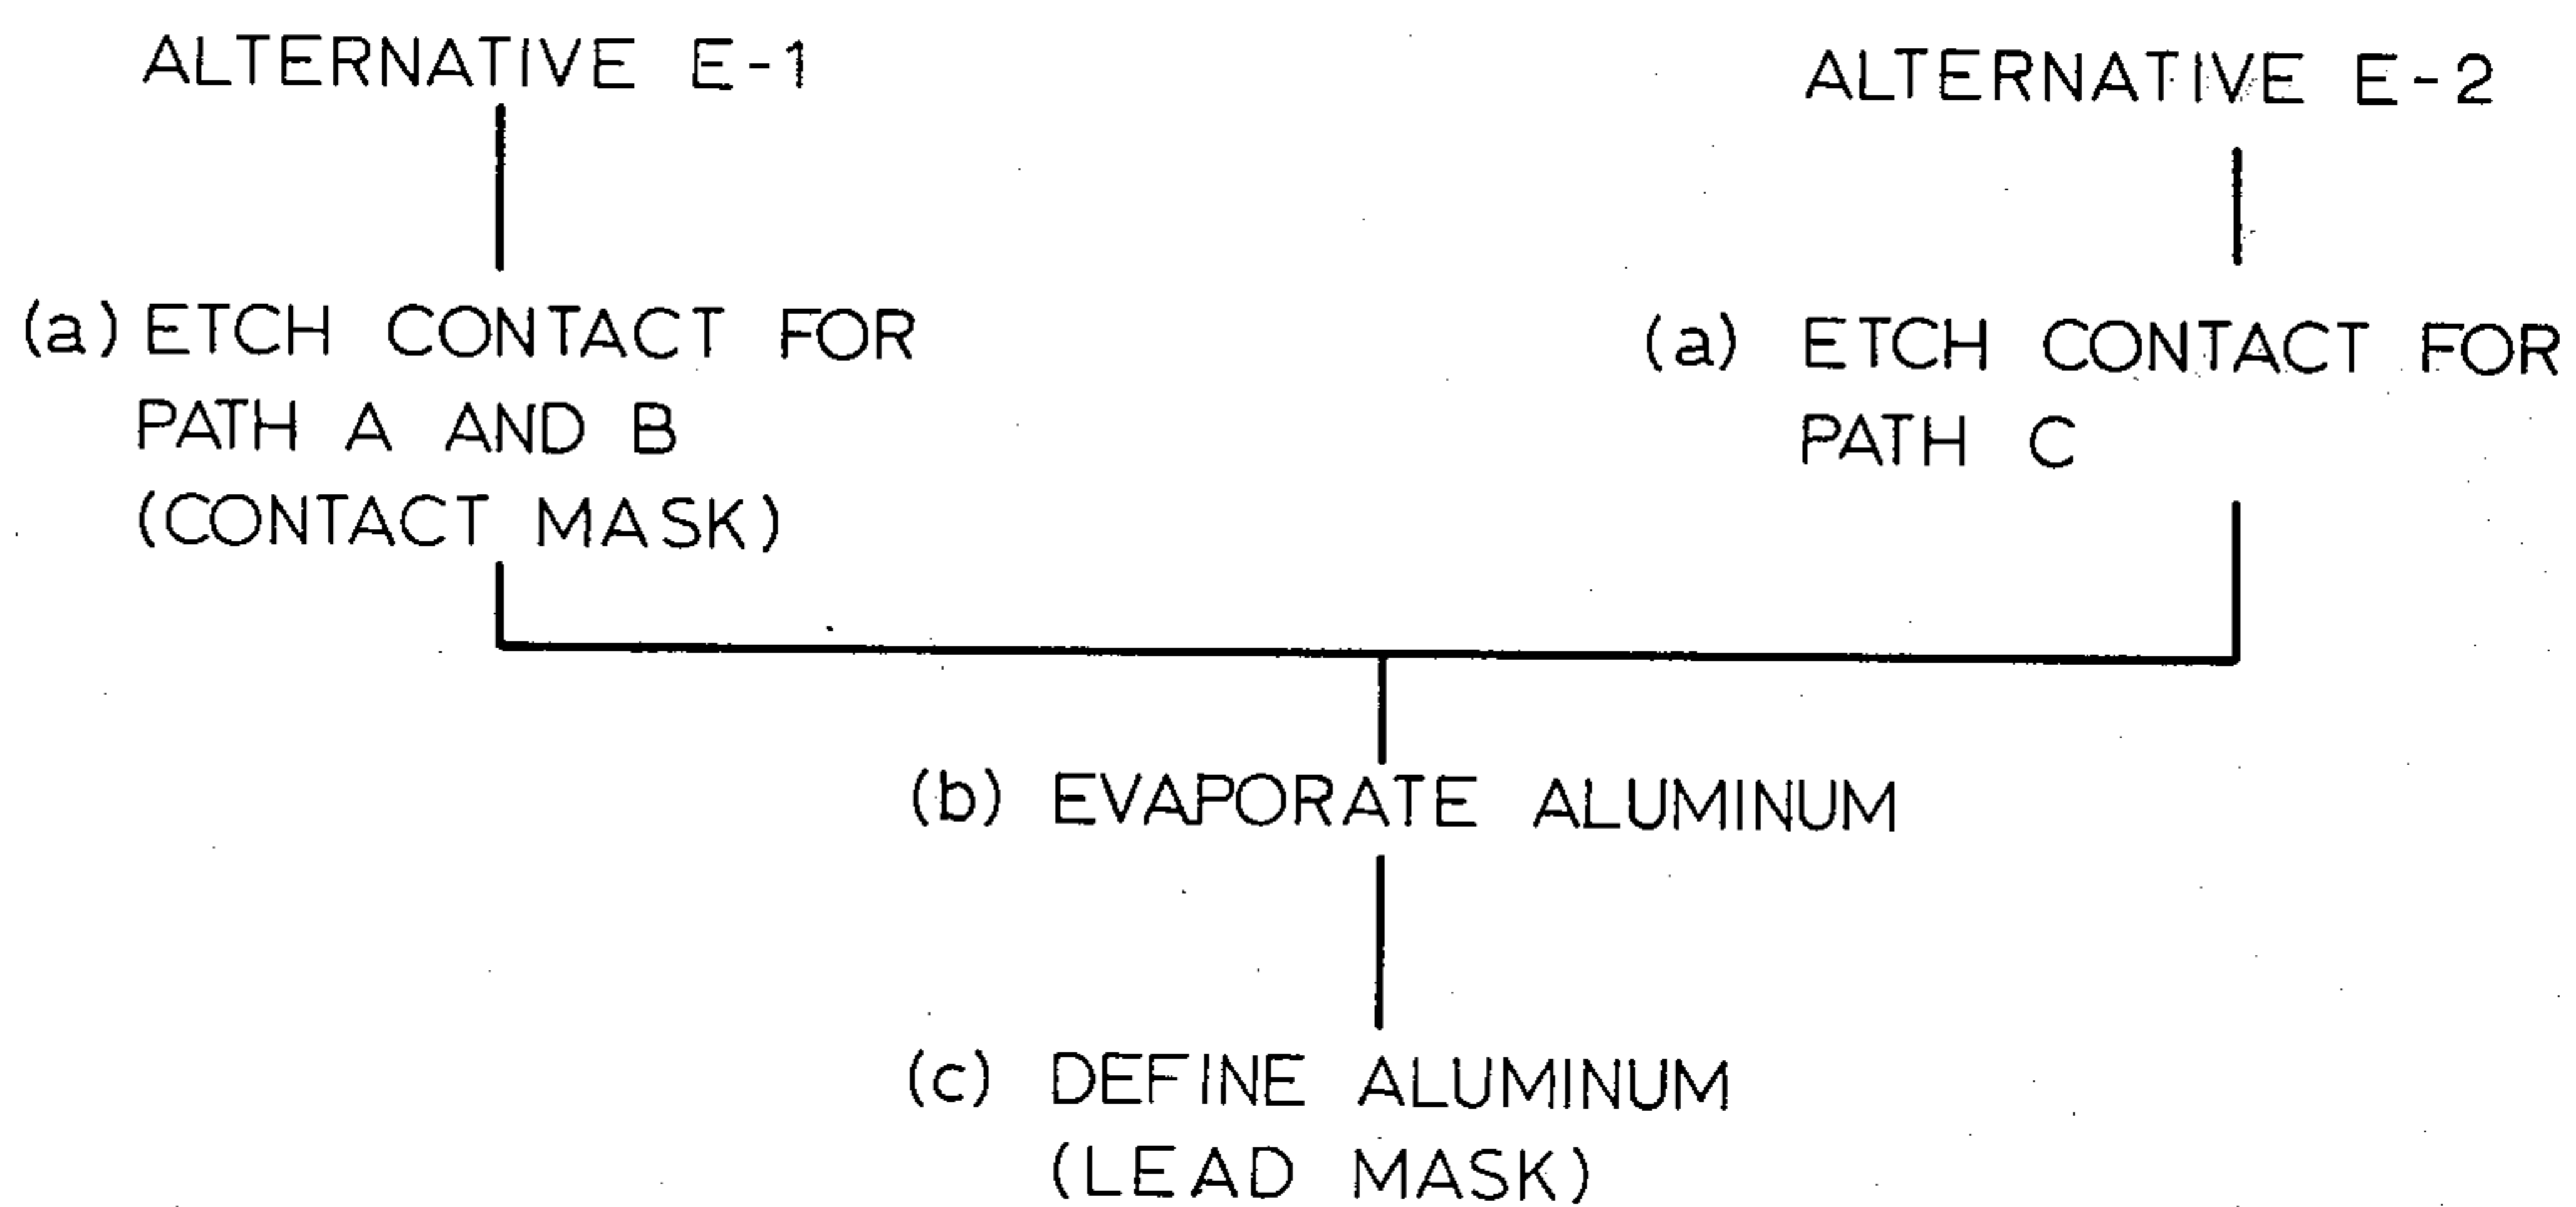 ALTERNATIVE E-1
(a) ETCH CONTACT FOR
PATH A AND B
(CONTACT MASK)
ALTERNATIVE E-2
(a) ETCH CONTACT FOR
PATH C
(b) EVAPORATE ALUMINUM
(c) DEFINE ALUMINUM
(LEAD MASK)